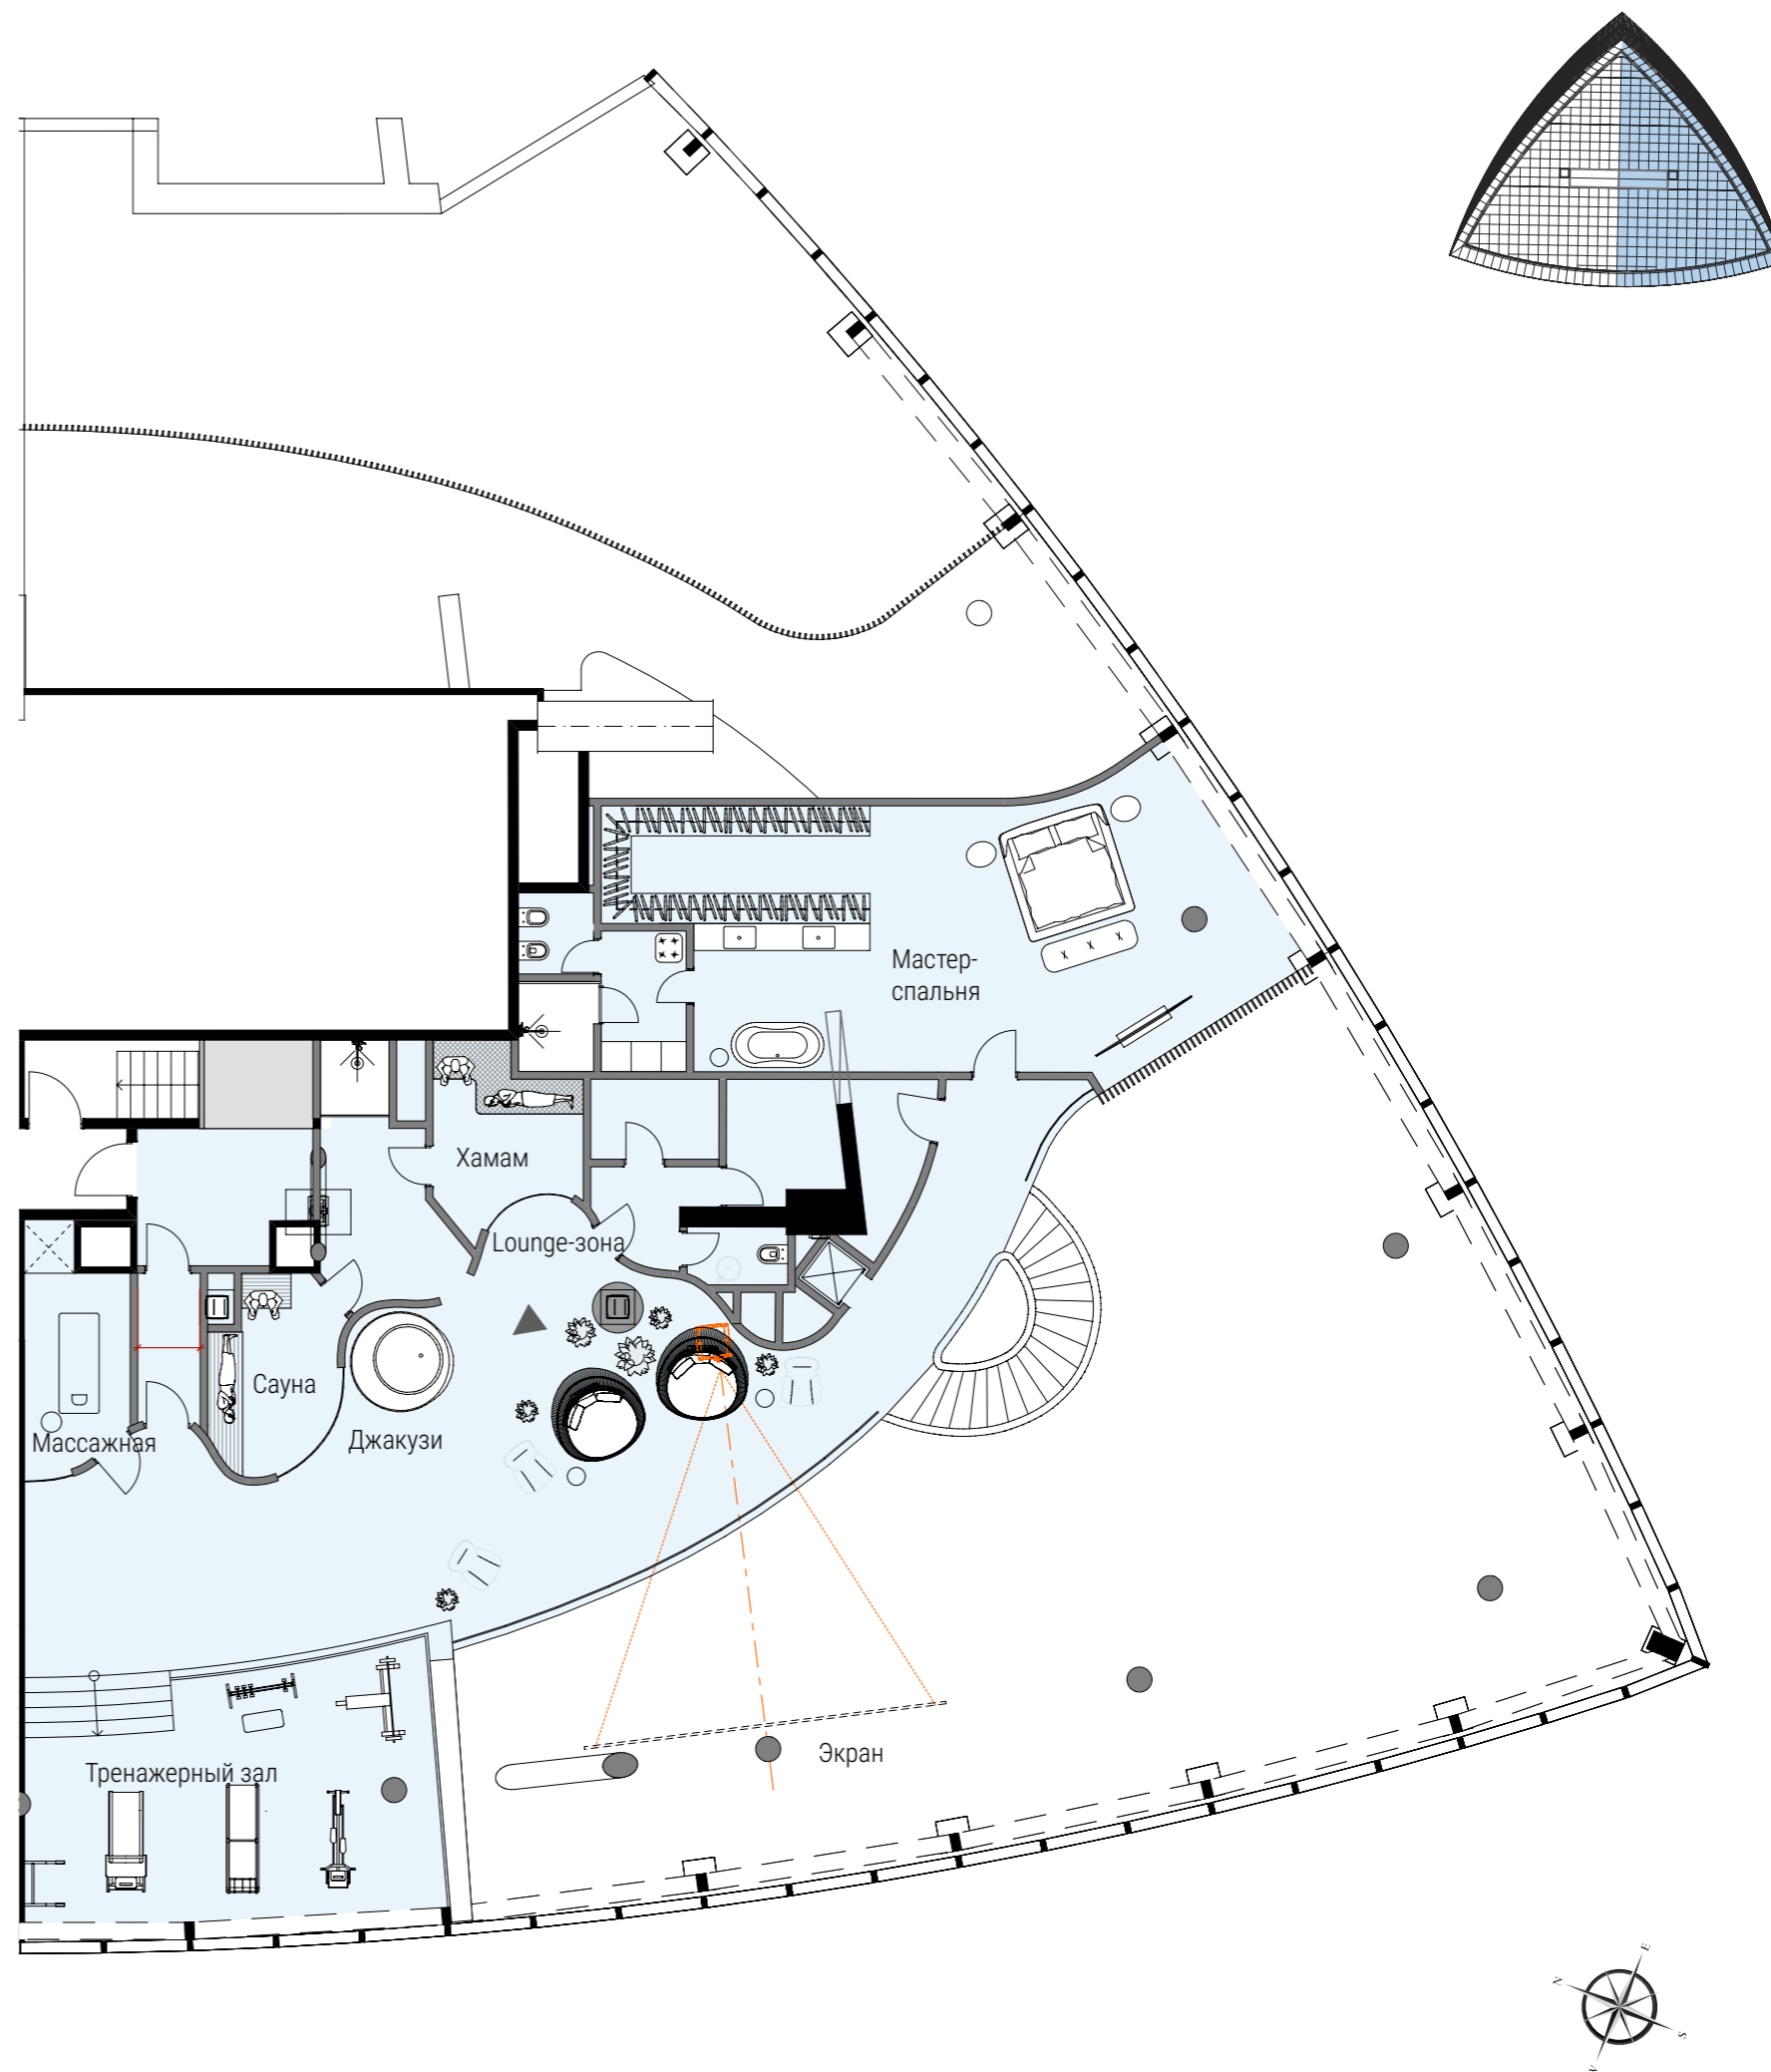 Мастер-
спальня
Хамам
Lounge-зона
Сауна
Массажная
Джакузи
Экран
Тренажерный зал
E
N
S